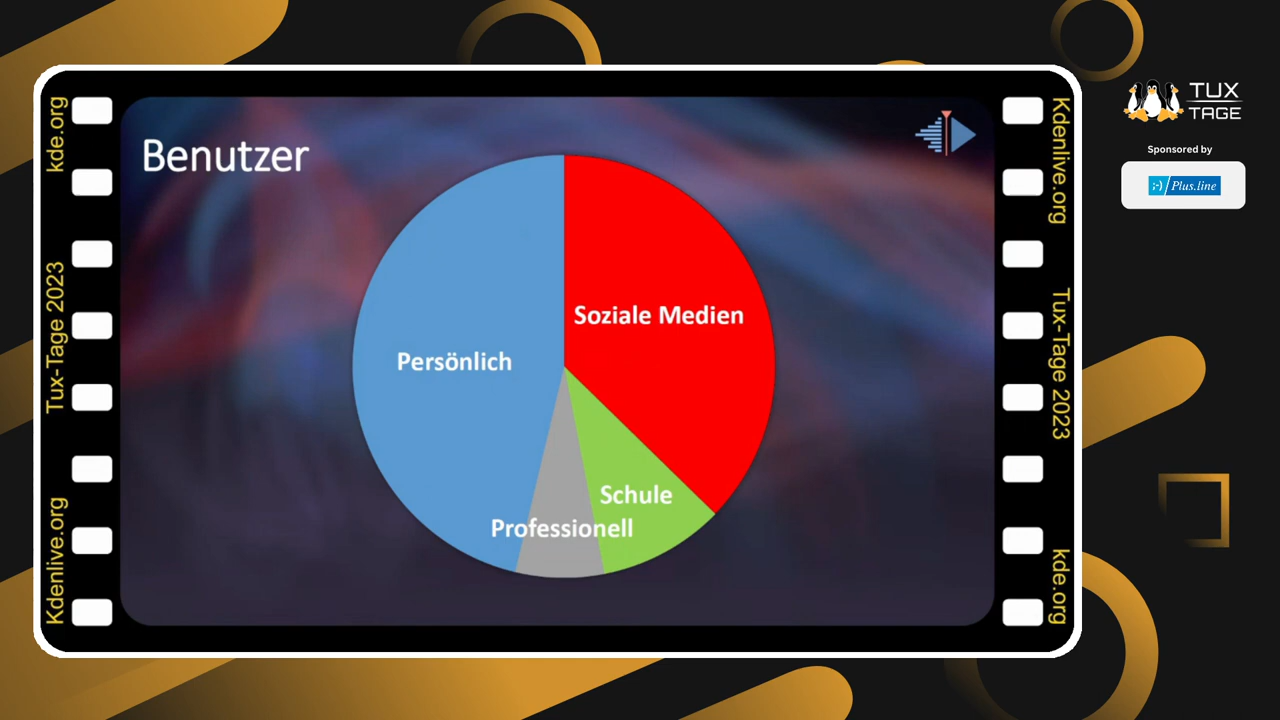 kde.org
Tux-Tage 2023
Kdenlive.org
Benutzer
Soziale Medien
Persönlich
Schule
Professionell
Kdenlive.org
Tux-Tage 2023
kde.org
TUX
TAGE
Sponsored by
;-) Plus.line